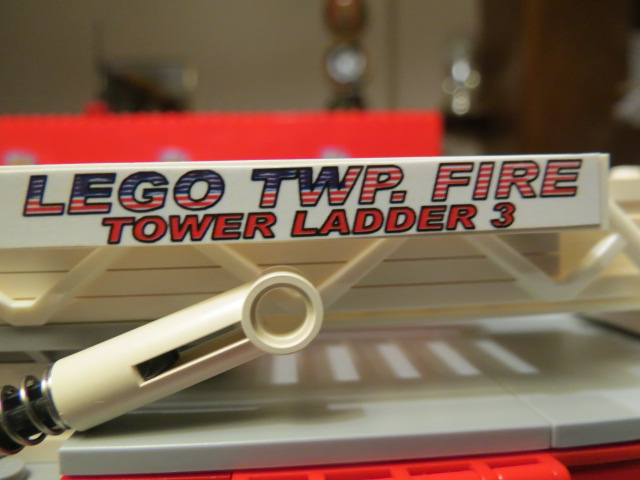 LEGO TWP. FIRE
TOWER LADDER 3